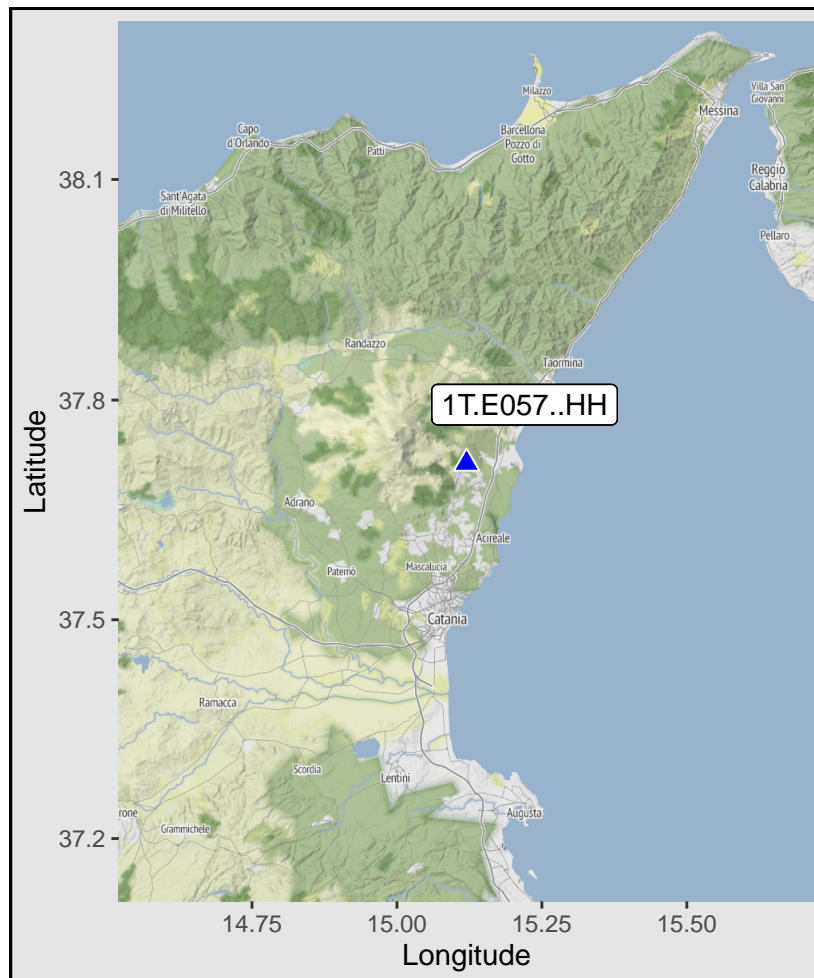 Milazzo
Villa San
Giovanni
Capo
d'Orlando
Patti
Barcellona
Pozzo di
Gotto
Messina
38.1
Sant'Agata
di Militello
Reggio
Calabria
Pellaro
Randazzo
Taormina
37.8
1T.E057..HH
Latitude
Adrano
Acireale
Paternò
Mascalucia
37.5
Catania
Ramacca
Scordia
Lentini
Augusta
rone
Grammichele
37.2
14.75
15.00
15.25
15.50
Longitude